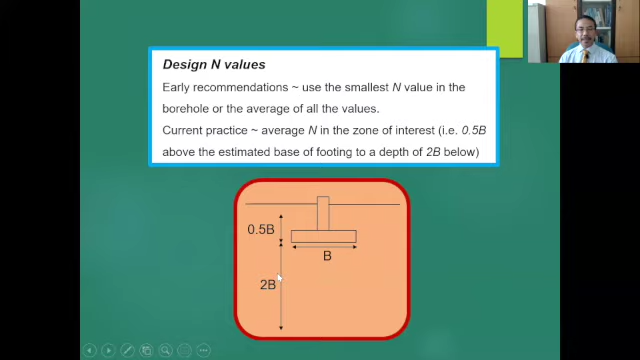 Design N values
Early recommendations ~ use the smallest N value in the
borehole or the average of all the values.
Current practice ~ average N in the zone of interest (i.e. 0.5B
above the estimated base of footing to a depth of 2B below)
0.5B
B
2B